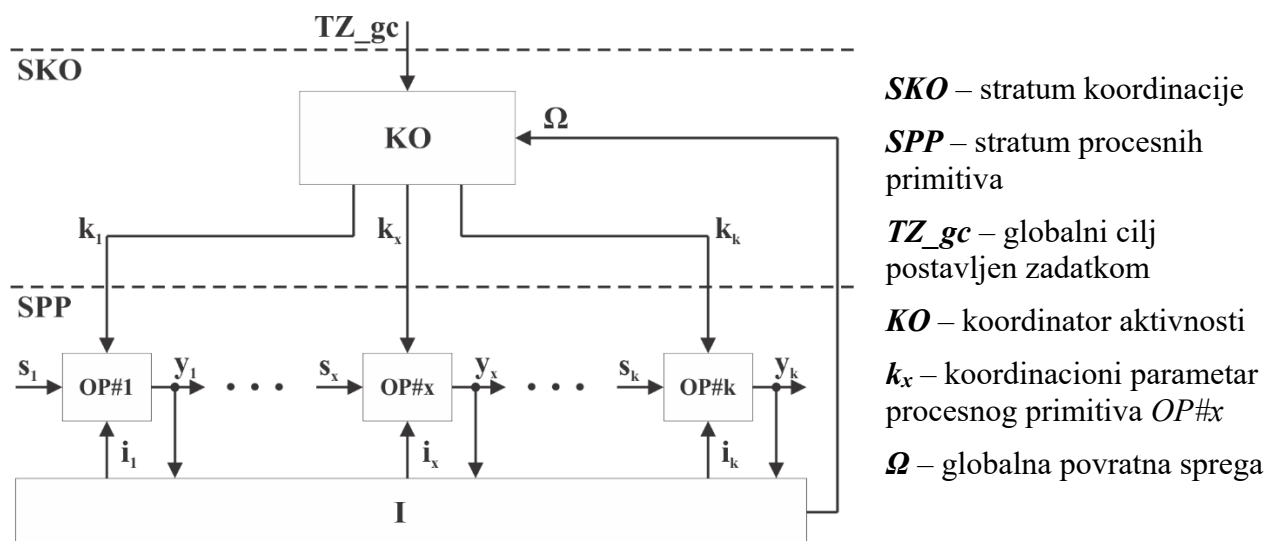 TZ_gc
SKO
KO
Ω
k₁
kₓ
kₖ
SPP
s₁
OP#1
y₁
. . .
sₓ
OP#x
yₓ
. . .
sₖ
OP#k
yₖ
i₁
iₓ
iₖ
I
SKO – stratum koordinacije
SPP – stratum procesnih
primitiva
TZ_gc – globalni cilj
postavljen zadatkom
KO – koordinator aktivnosti
kₓ – koordinacioni parametar
procesnog primitiva OP#x
Ω – globalna povratna sprega